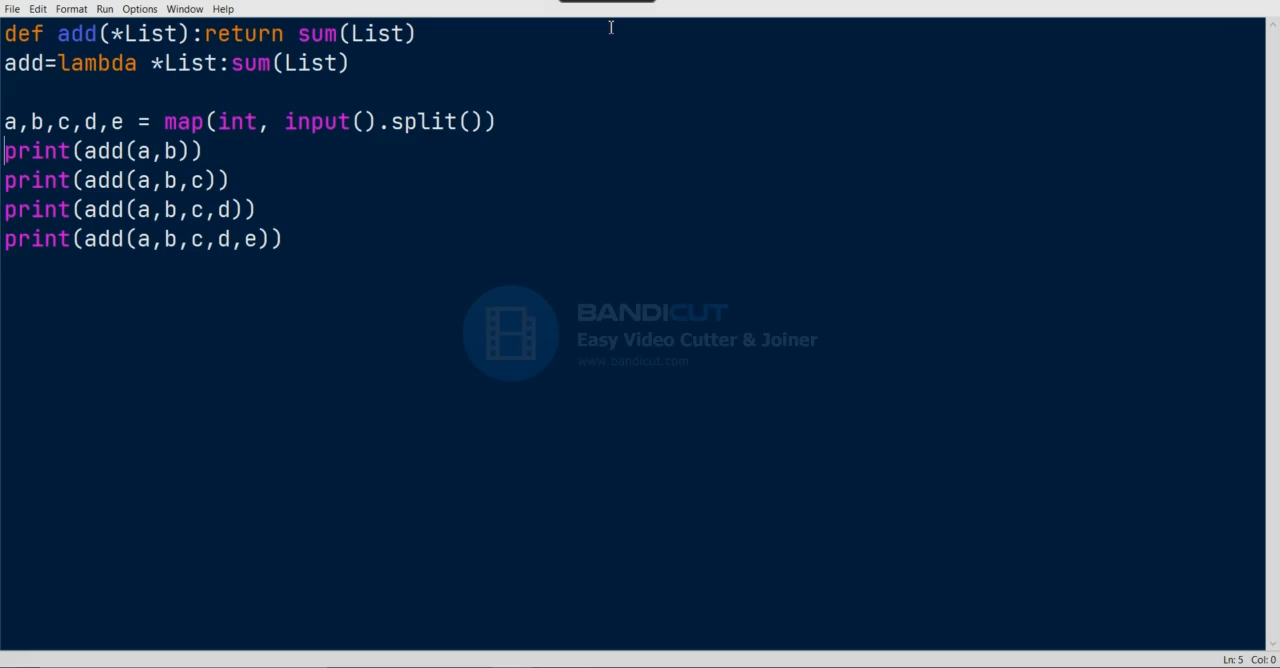 File Edit Format Run Options Window Help
def add(*List):return sum(List)
add=lambda *List:sum(List)
a,b,c,d,e = map(int, input().split())
print(add(a,b))
print(add(a,b,c))
print(add(a,b,c,d))
print(add(a,b,c,d,e))
BANDICUT
Easy Video Cutter & Joiner
www.bandicut.com
Ln: 5 Col: 0